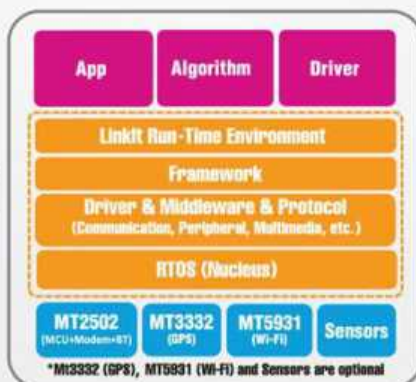 App Algorithm Driver
LinkIt Run-Time Environment
Framework
Driver & Middleware & Protocol
(Communication, Peripheral, Multimedia, etc.)
RTOS (Nucleus)
MT2502 MT3332 MT5931 Sensors
(MCU+Modem+BT) (GPS) (Wi-Fi)
*Mt3332 (GPS), MT5931 (Wi-Fi) and Sensors are optional